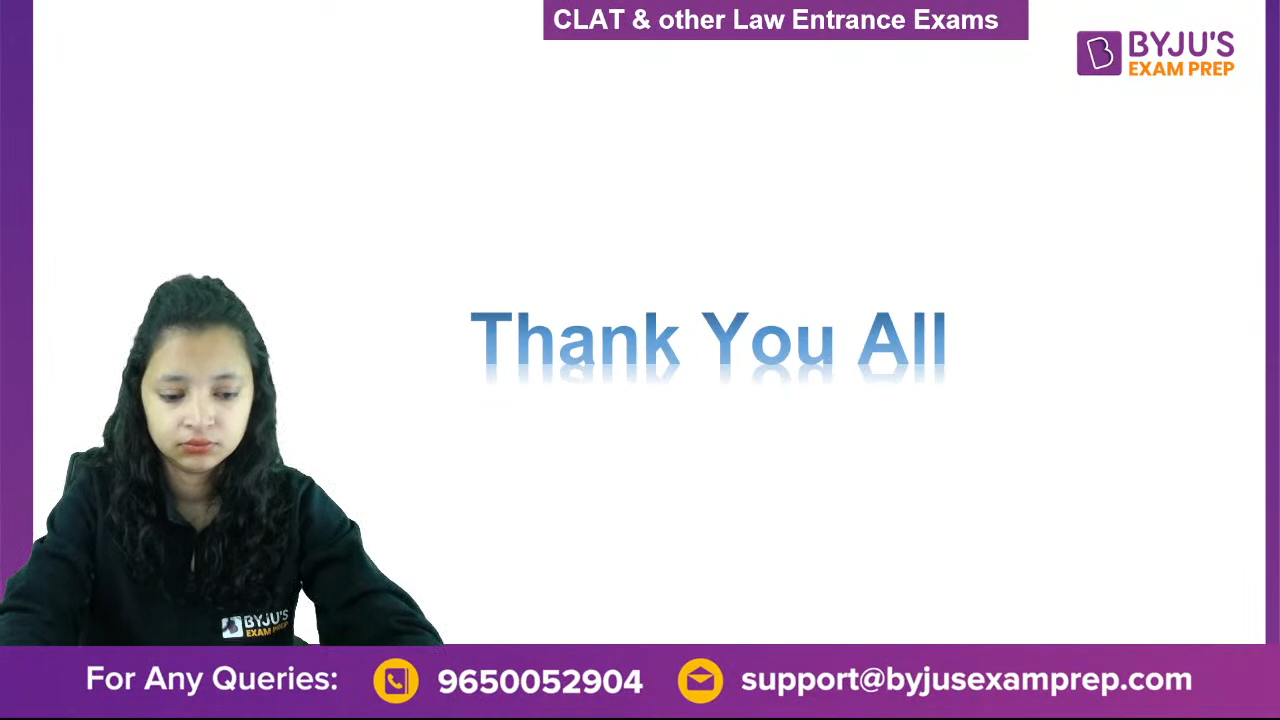 CLAT & other Law Entrance Exams
BYJU'S
EXAM PREP
Thank You All
BYJU'S
EXAM PREP
For Any Queries: 9650052904 support@byjusexamprep.com